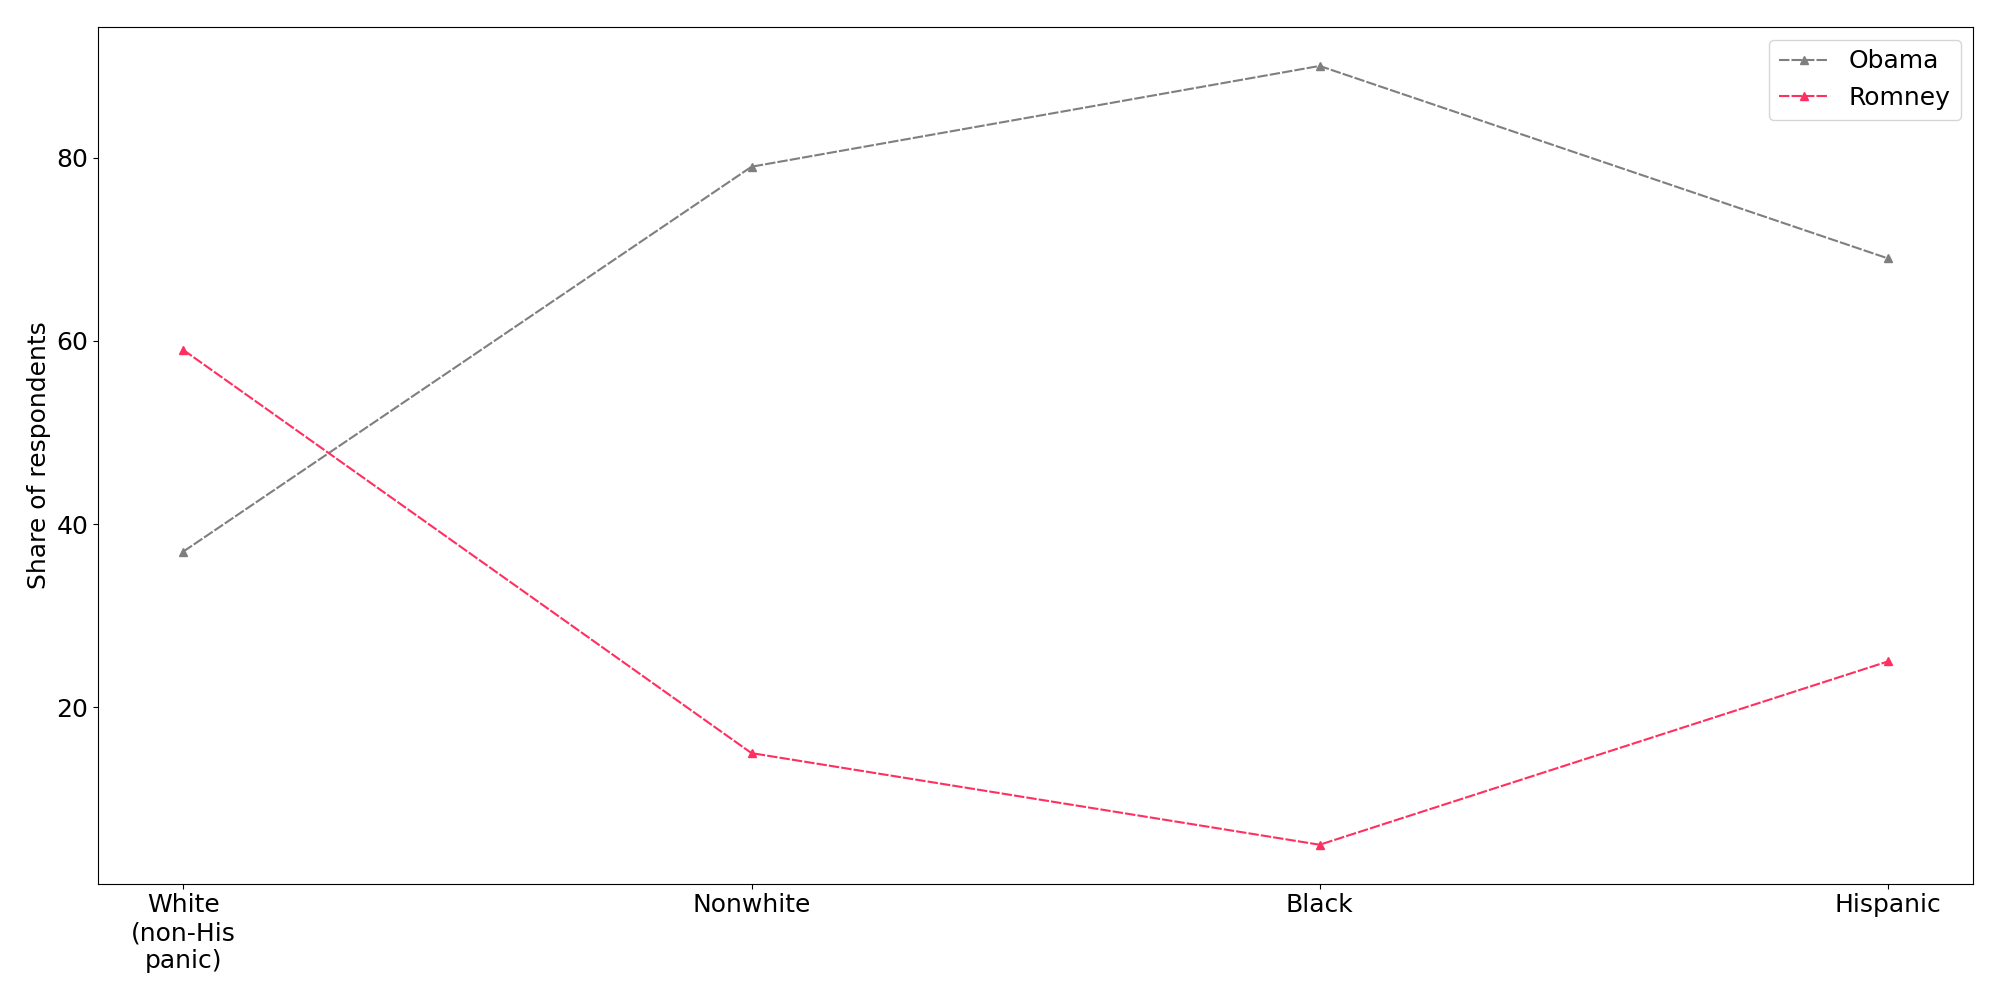 Obama
Romney
Share of respondents
80
60
40
20
White
(non-His
panic)
Nonwhite
Black
Hispanic